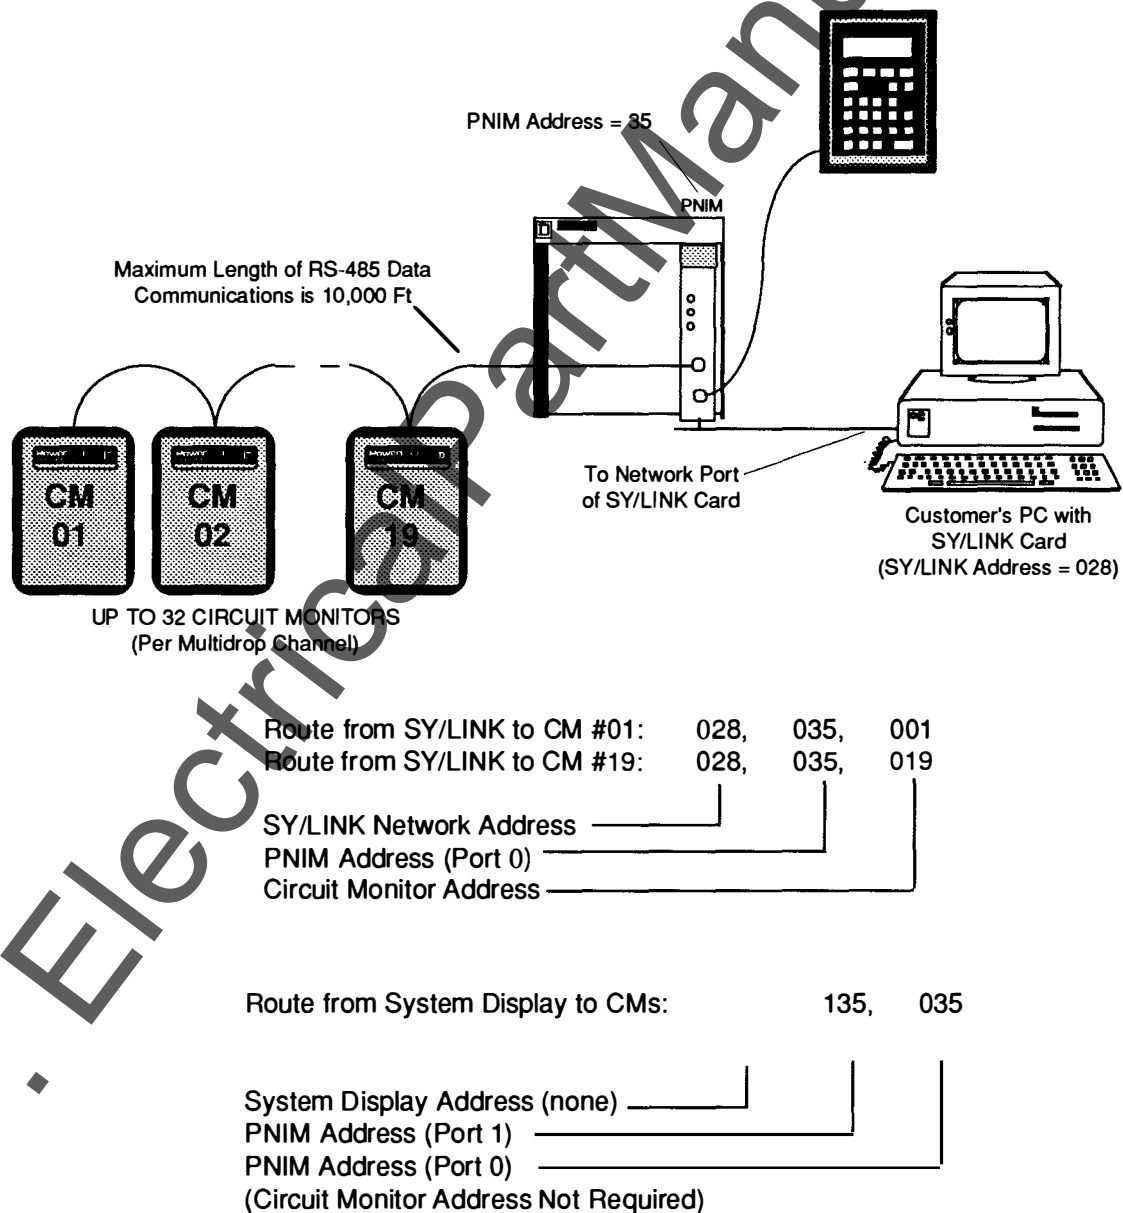 PNIM Address = 35
PNIM
Maximum Length of RS-485 Data
Communications is 10,000 Ft
CM
01
CM
02
CM
19
To Network Port
of SY/LINK Card
Customer's PC with
SY/LINK Card
(SY/LINK Address = 028)
UP TO 32 CIRCUIT MONITORS
(Per Multidrop Channel)
Route from SY/LINK to CM #01: 028, 035, 001
Route from SY/LINK to CM #19: 028, 035, 019
SY/LINK Network Address
PNIM Address (Port 0)
Circuit Monitor Address
Route from System Display to CMs: 135, 035
System Display Address (none)
PNIM Address (Port 1)
PNIM Address (Port 0)
(Circuit Monitor Address Not Required)
. ElectricalPartManu